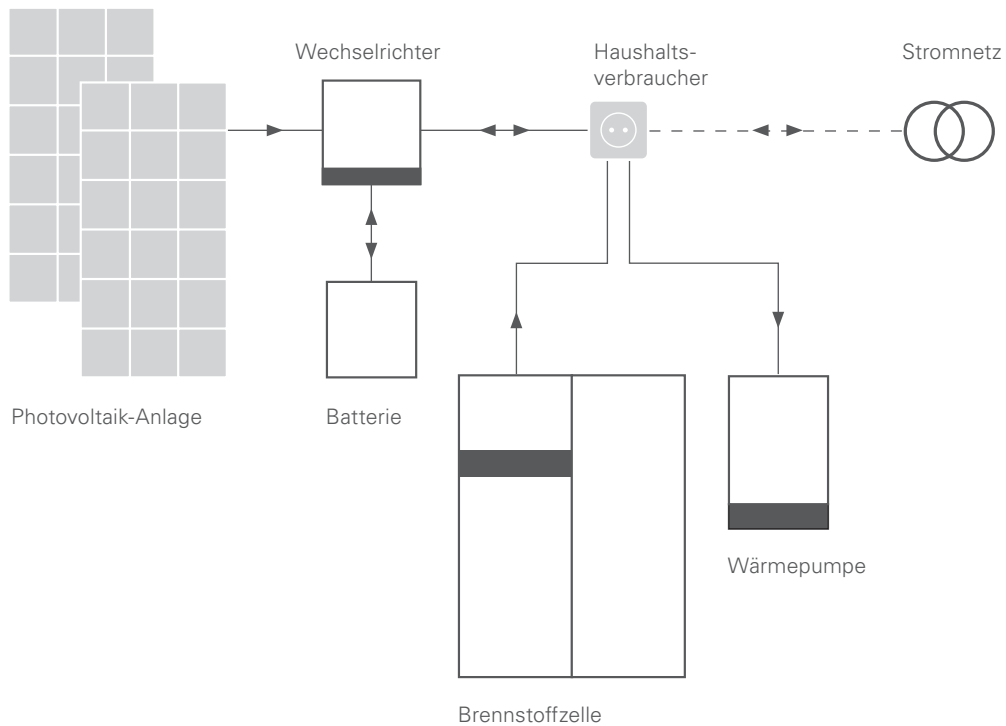 Wechselrichter
Haushalts-
verbraucher
Stromnetz
Photovoltaik-Anlage
Batterie
Wärmepumpe
Brennstoffzelle